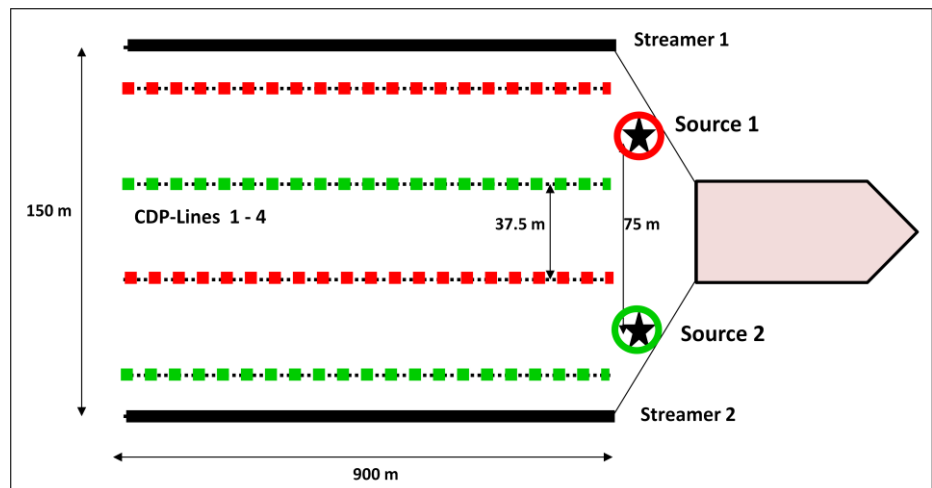 Streamer 1
Source 1
150 m
CDP-Lines 1 - 4
37.5 m
75 m
Source 2
Streamer 2
900 m